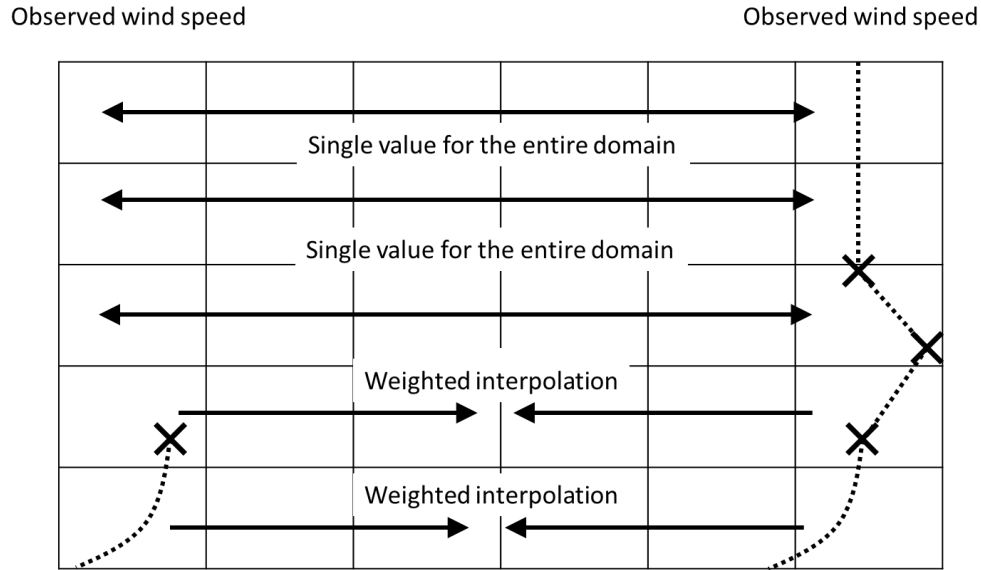 Observed wind speed
Observed wind speed
Single value for the entire domain
Single value for the entire domain
Weighted interpolation
Weighted interpolation